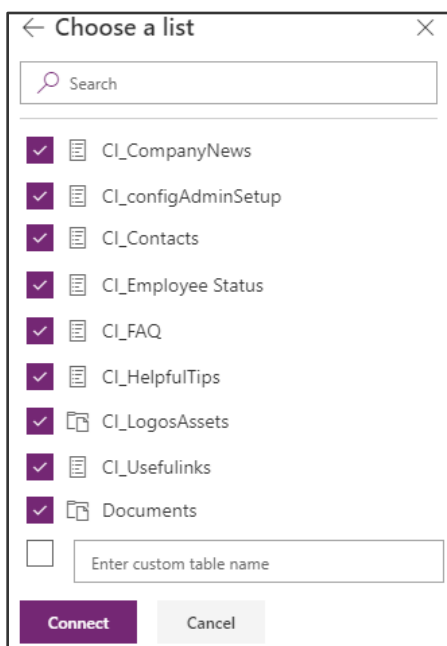 Choose a list
Search
CI_CompanyNews
CI_configAdminSetup
CI_Contacts
CI_Employee Status
CI_FAQ
CI_HelpfulTips
CI_LogosAssets
CI_Usefulinks
Documents
Enter custom table name
Connect Cancel